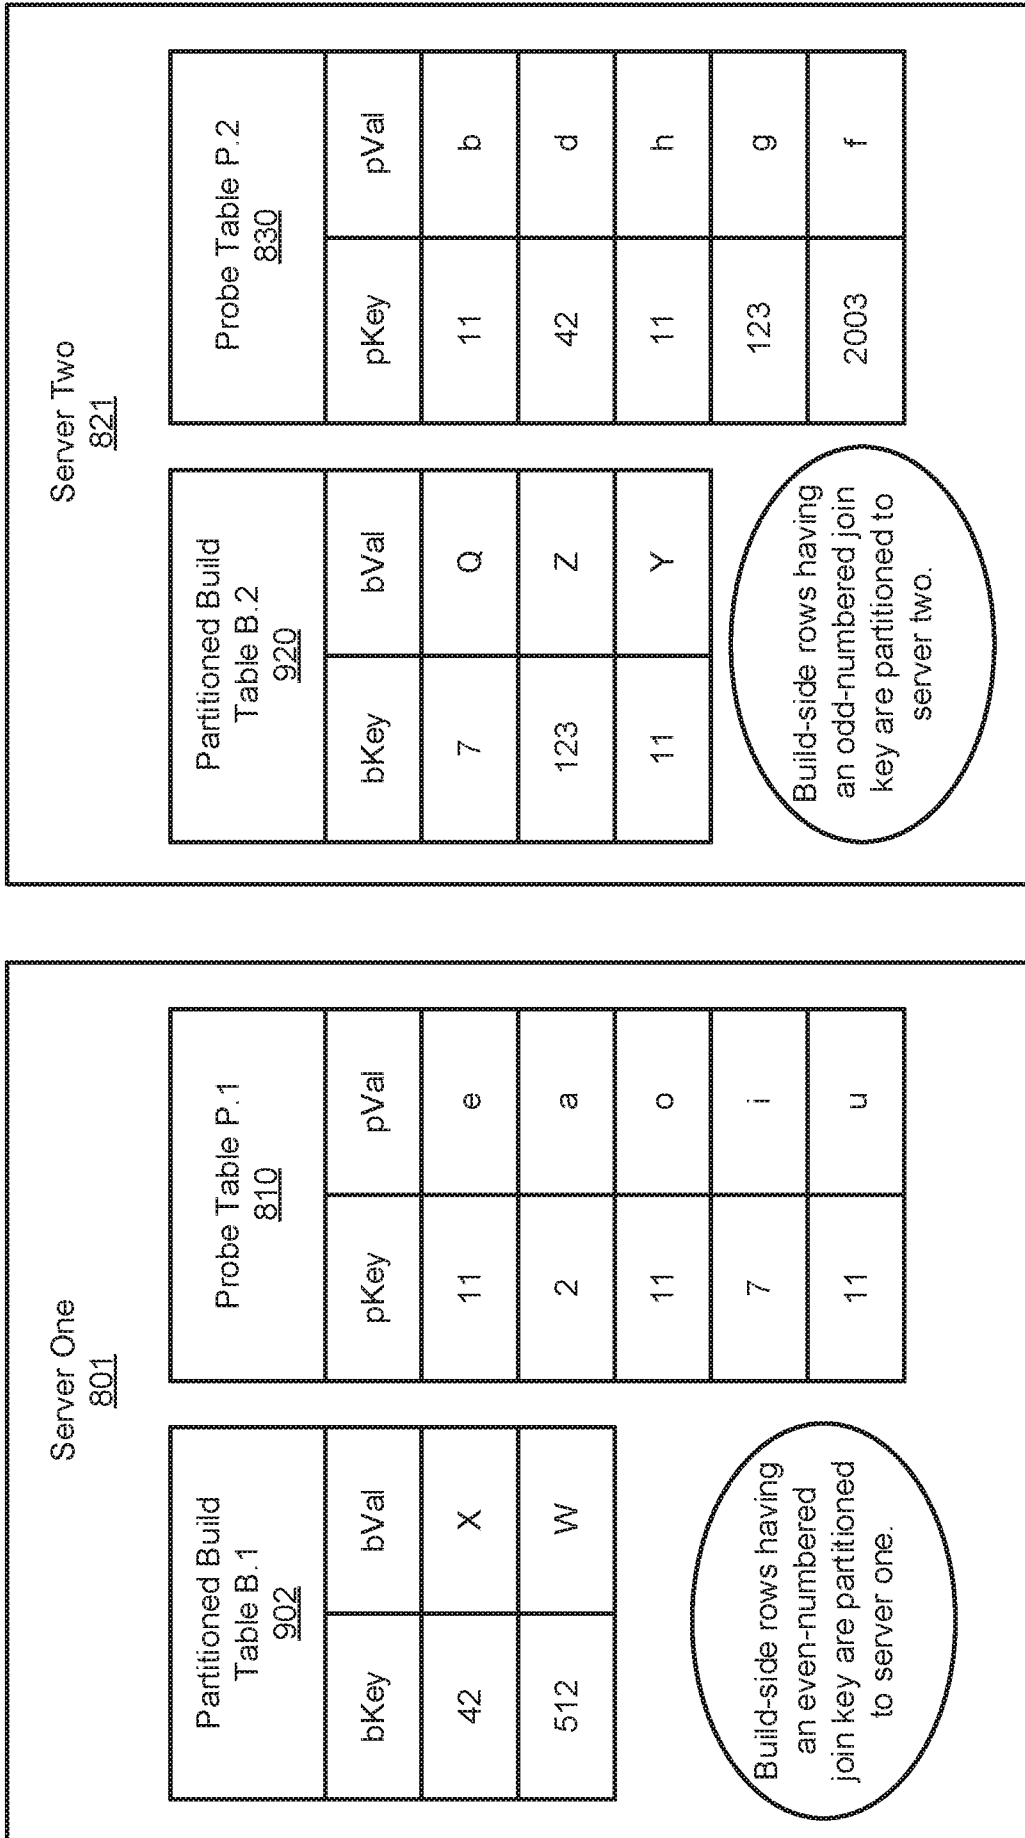 Server One
801
Partitioned Build
Table B.1
902
bKey bVal
42 X
512 W
Build-side rows having
an even-numbered
join key are partitioned
to server one.
Probe Table P.1
810
pKey pVal
11 e
2 a
11 o
7 i
11 u
Server Two
821
Partitioned Build
Table B.2
920
bKey bVal
7 Q
123 Z
11 Y
Build-side rows having
an odd-numbered join
key are partitioned to
server two.
Probe Table P.2
830
pKey pVal
11 b
42 d
11 h
123 g
2003 f